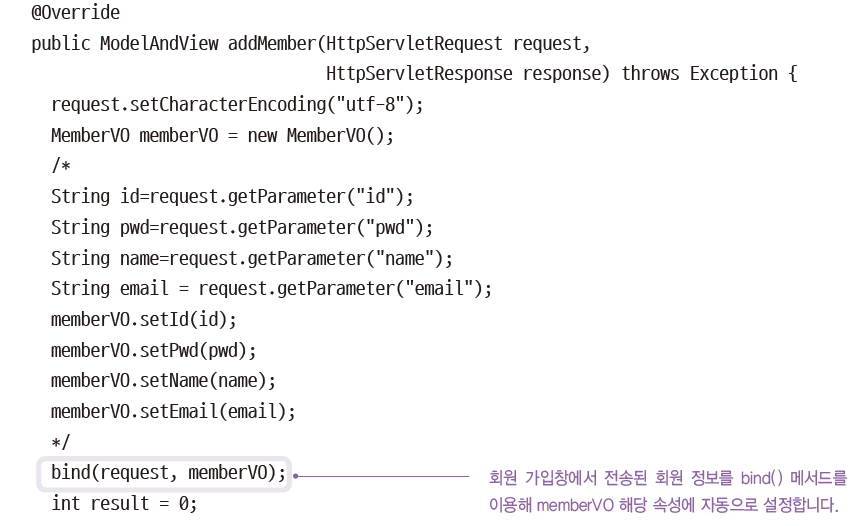 @Override
public ModelAndView addMember(HttpServletRequest request,
HttpServletResponse response) throws Exception {
request.setCharacterEncoding("utf-8");
MemberVO memberVO = new MemberVO();
/*
String id=request.getParameter("id");
String pwd=request.getParameter("pwd");
String name=request.getParameter("name");
String email = request.getParameter("email");
memberVO.setId(id);
memberVO.setPwd(pwd);
memberVO.setName(name);
memberVO.setEmail(email);
*/
bind(request, memberVO);
회원 가입창에서 전송된 회원 정보를 bind() 메서드를
이용해 memberVO 해당 속성에 자동으로 설정합니다.
int result = 0;